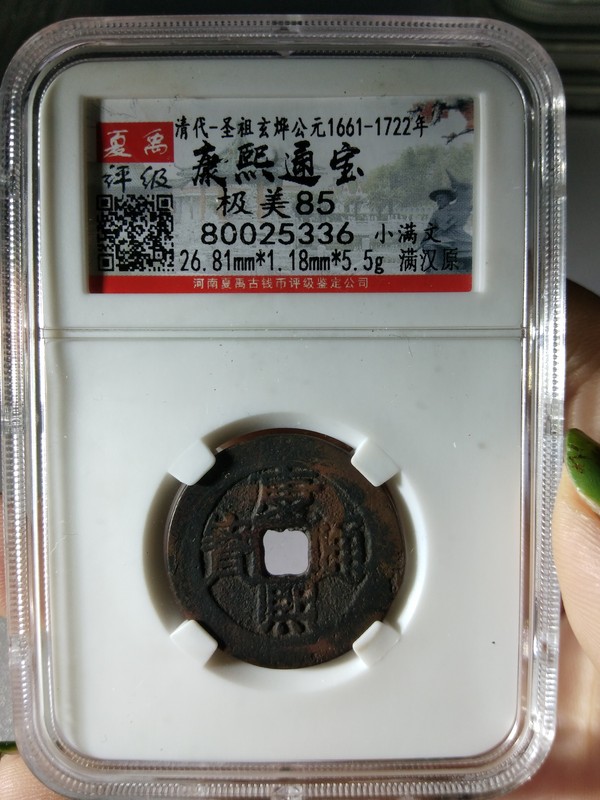 清代-圣祖玄烨公元1661-1722年
夏禹
评级
康熙通宝
极美85
80025336 小满文
26.81mm*1.18mm*5.5g 满汉原
河南夏禹古钱币评级鉴定公司
康熙通寳